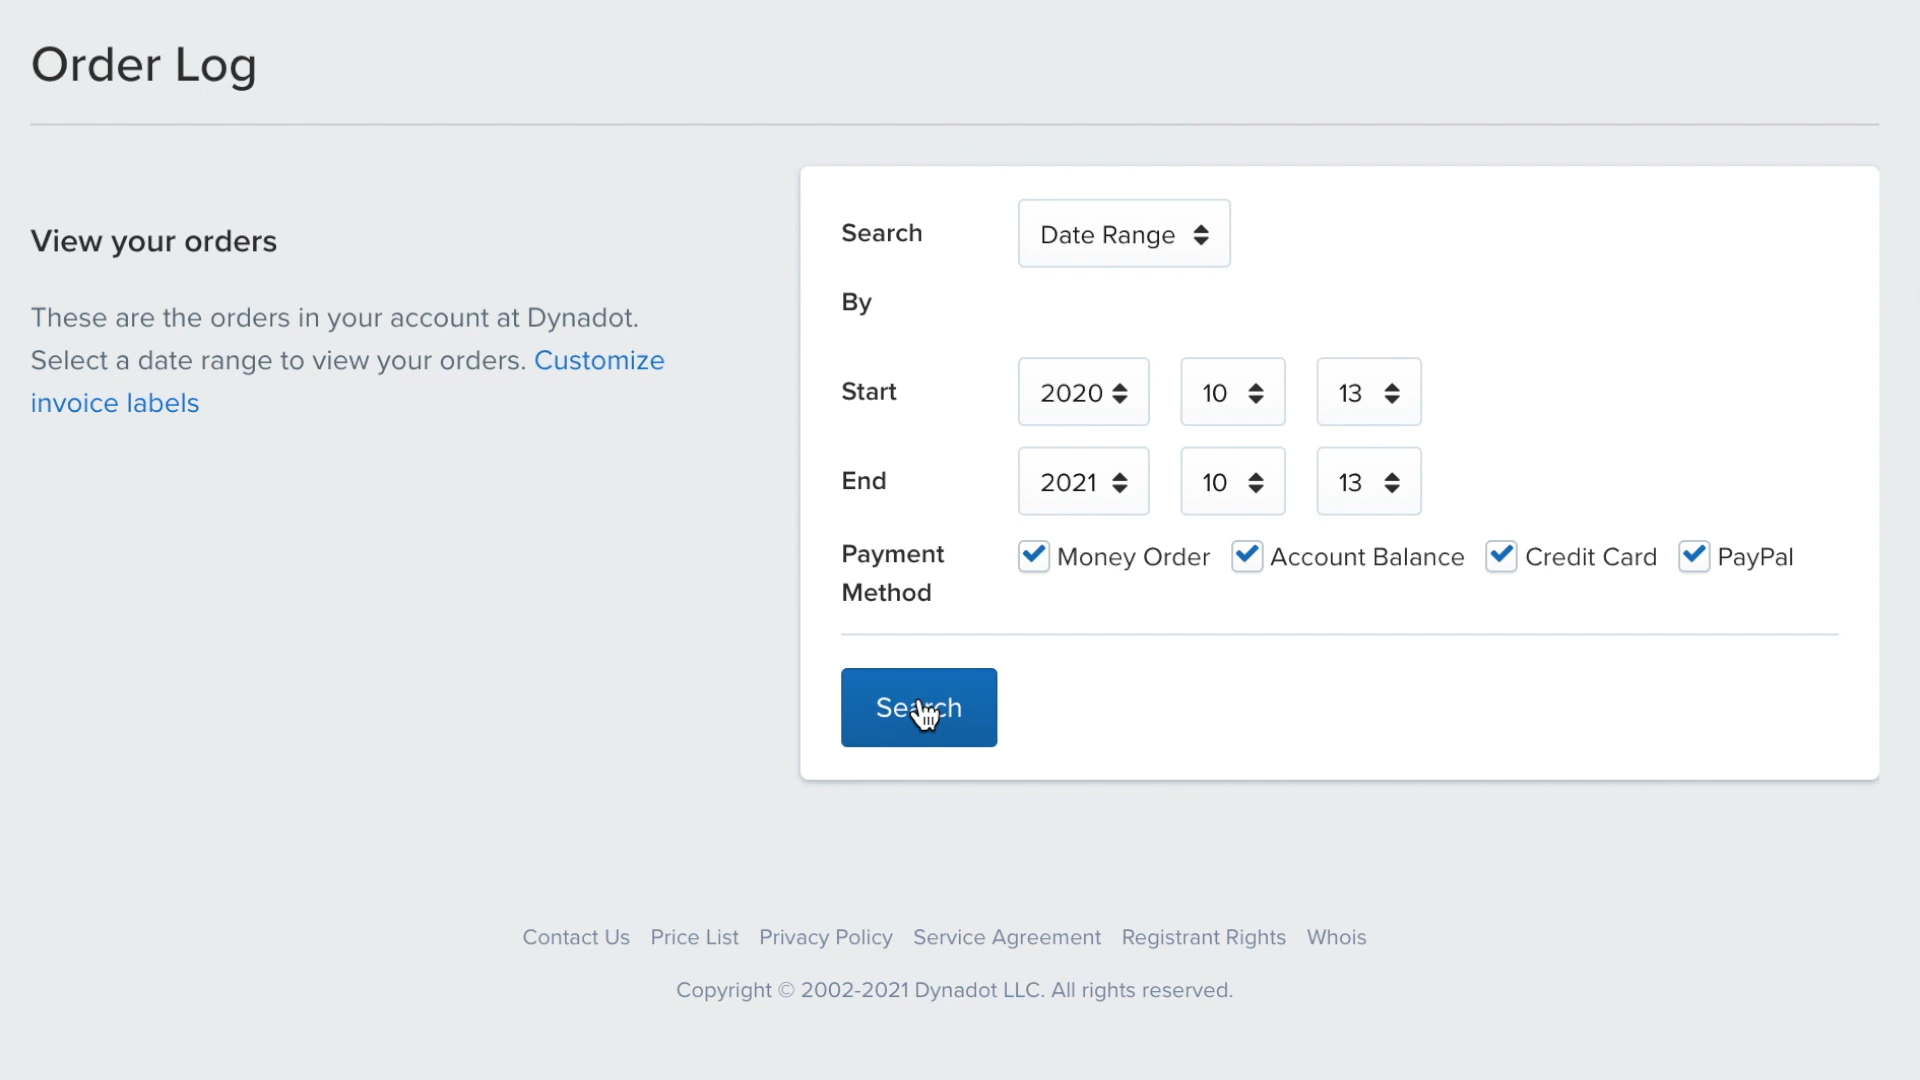 Order Log
View your orders
These are the orders in your account at Dynadot.
Select a date range to view your orders. Customize
invoice labels
Search By
Date Range
Start 2020 10 13
End 2021 10 13
Payment Method
Money Order Account Balance Credit Card PayPal
Search
Contact Us Price List Privacy Policy Service Agreement Registrant Rights Whois
Copyright © 2002-2021 Dynadot LLC. All rights reserved.